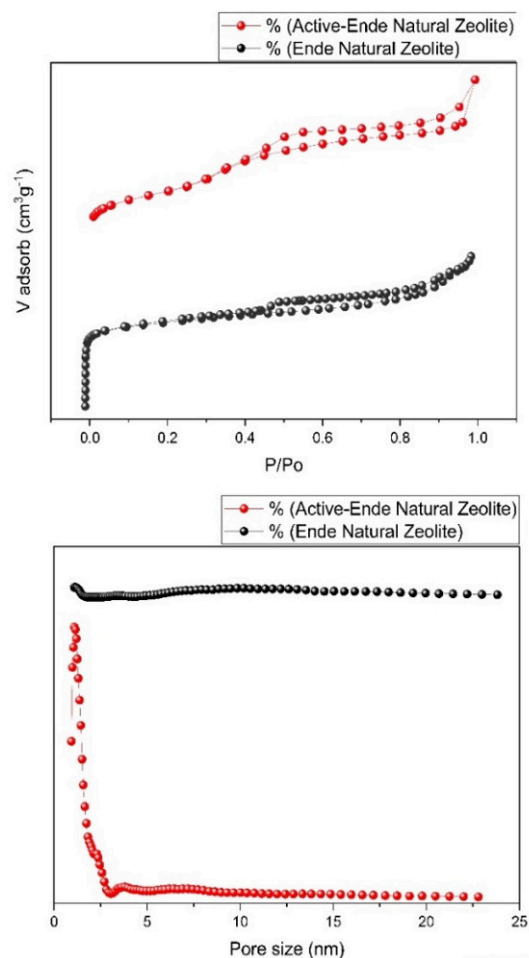 % (Active-Ende Natural Zeolite)
% (Ende Natural Zeolite)
V adsorb (cm³g⁻¹)
0.0 0.2 0.4 0.6 0.8 1.0
P/Po
% (Active-Ende Natural Zeolite)
% (Ende Natural Zeolite)
0 5 10 15 20 25
Pore size (nm)